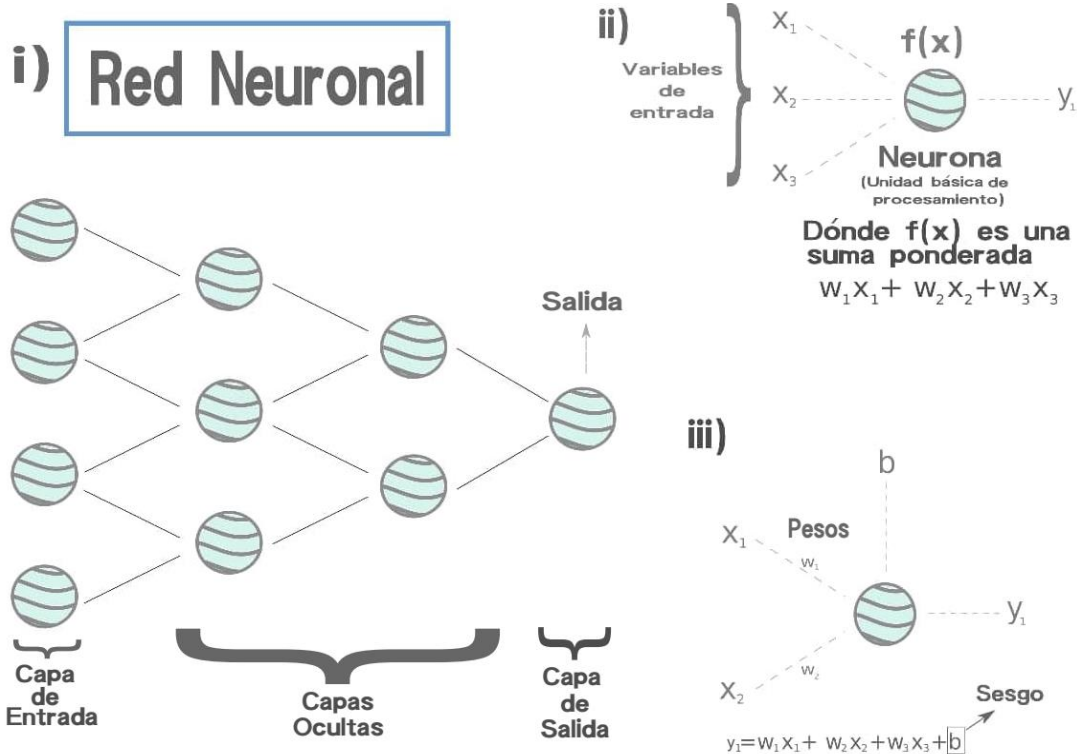 i) Red Neuronal
Salida
Capa
de
Entrada
Capas
Ocultas
Capa
de
Salida
ii)
Variables
de
entrada
x₁
x₂
x₃
f(x)
y₁
Neurona
(Unidad básica de
procesamiento)
Dónde f(x) es una
suma ponderada
w₁x₁+ w₂x₂+w₃x₃
iii)
b
Pesos
x₁
w₁
y₁
w₂
x₂
Sesgo
y₁=w₁x₁+ w₂x₂+w₃x₃+b